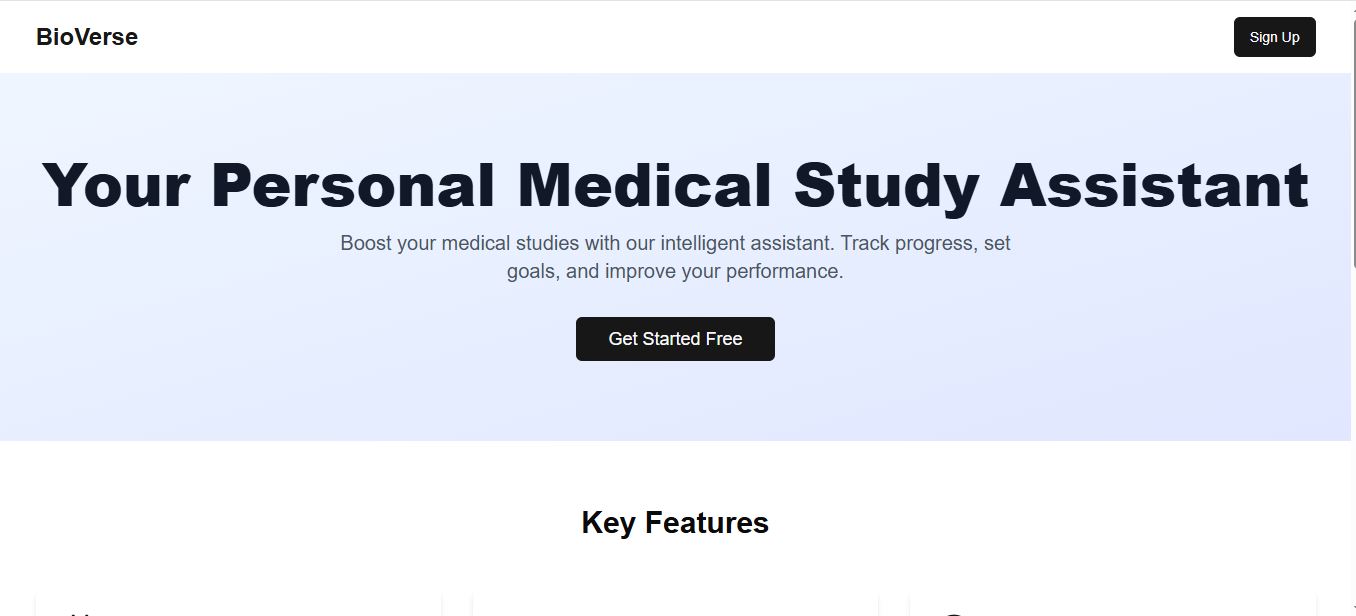 BioVerse
Sign Up
Your Personal Medical Study Assistant
Boost your medical studies with our intelligent assistant. Track progress, set
goals, and improve your performance.
Get Started Free
Key Features